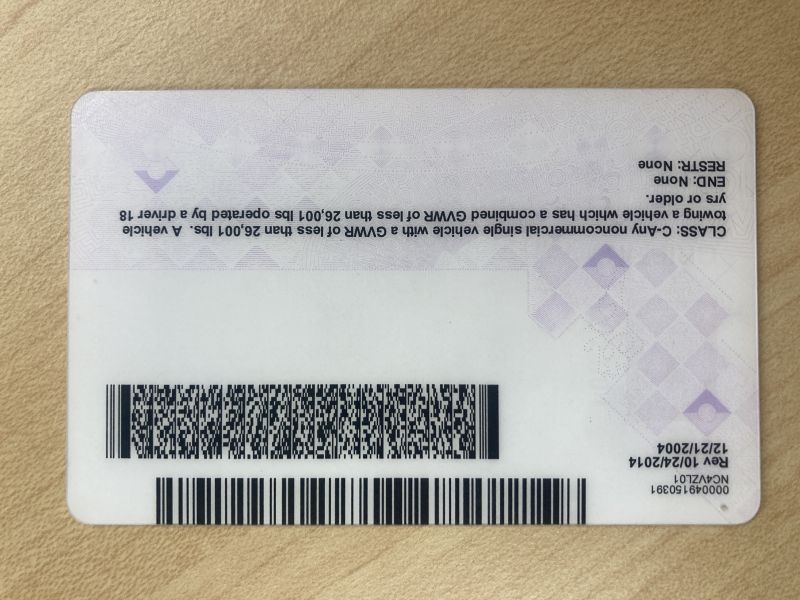 000049150391
NC4VZL01
Rev 10/24/2014
12/21/2004
CLASS: C-Any noncommercial single vehicle with a GVWR of less than 26,001 lbs. A vehicle
towing a vehicle which has a combined GVWR of less than 26,001 lbs operated by a driver 18
yrs or older.
END: None
RESTR: None